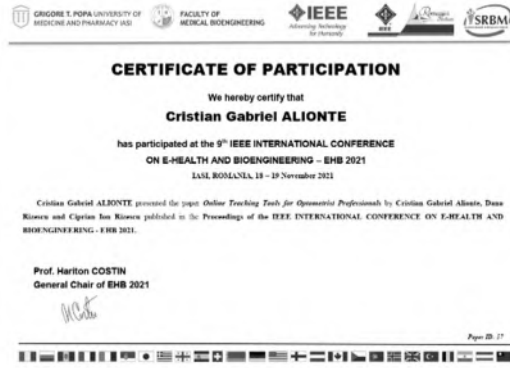 GRIGORE T. POPA UNIVERSITY OF
MEDICINE AND PHARMACY IASI
FACULTY OF
MEDICAL BIOENGINEERING
IEEE
Advancing Technology
for Humanity
IEEE
SRBM
CERTIFICATE OF PARTICIPATION
We hereby certify that
Cristian Gabriel ALIONTE
has participated at the 9th IEEE INTERNATIONAL CONFERENCE
ON E-HEALTH AND BIOENGINEERING – EHB 2021
IASI, ROMANIA, 18 – 19 November 2021
Cristian Gabriel ALIONTE presented the paper Online Teaching Tools for Optometrist Professionals by Cristian Gabriel Alionte, Dana
Rizescu and Ciprian Ion Rizescu published in the Proceedings of the IEEE INTERNATIONAL CONFERENCE ON E-HEALTH AND
BIOENGINEERING - EHB 2021.
Prof. Hariton COSTIN
General Chair of EHB 2021
Paper ID: 57